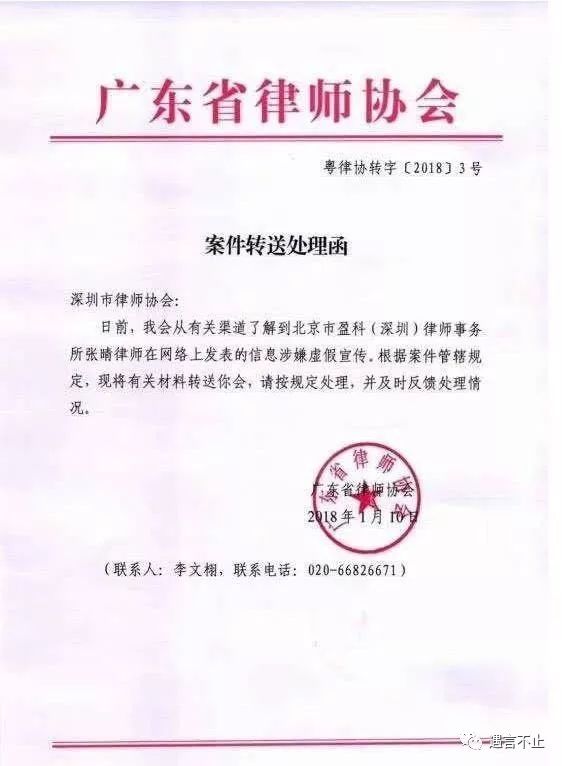 广东省律师协会
粤律协转字〔2018〕3号
案件转送处理函
深圳市律师协会：
日前，我会从有关渠道了解到北京市盈科（深圳）律师事务
所张晴律师在网络上发表的信息涉嫌虚假宣传。根据案件管辖规
定，现将有关材料转送你会，请按规定处理，并及时反馈处理情
况。
广东省律师协会
广东省律师协会
2018年1月10日
（联系人：李文栩，联系电话：020-66826671）
遇言不止